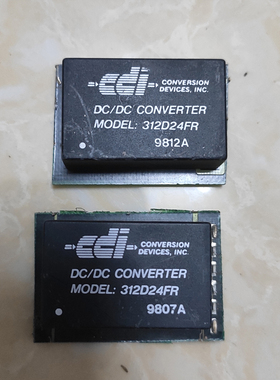 cdi CONVERSION
DEVICES, INC.
DC/DC CONVERTER
MODEL: 312D24FR
9812A
cdi CONVERSION
DEVICES, INC.
DC/DC CONVERTER
MODEL: 312D24FR
9807A